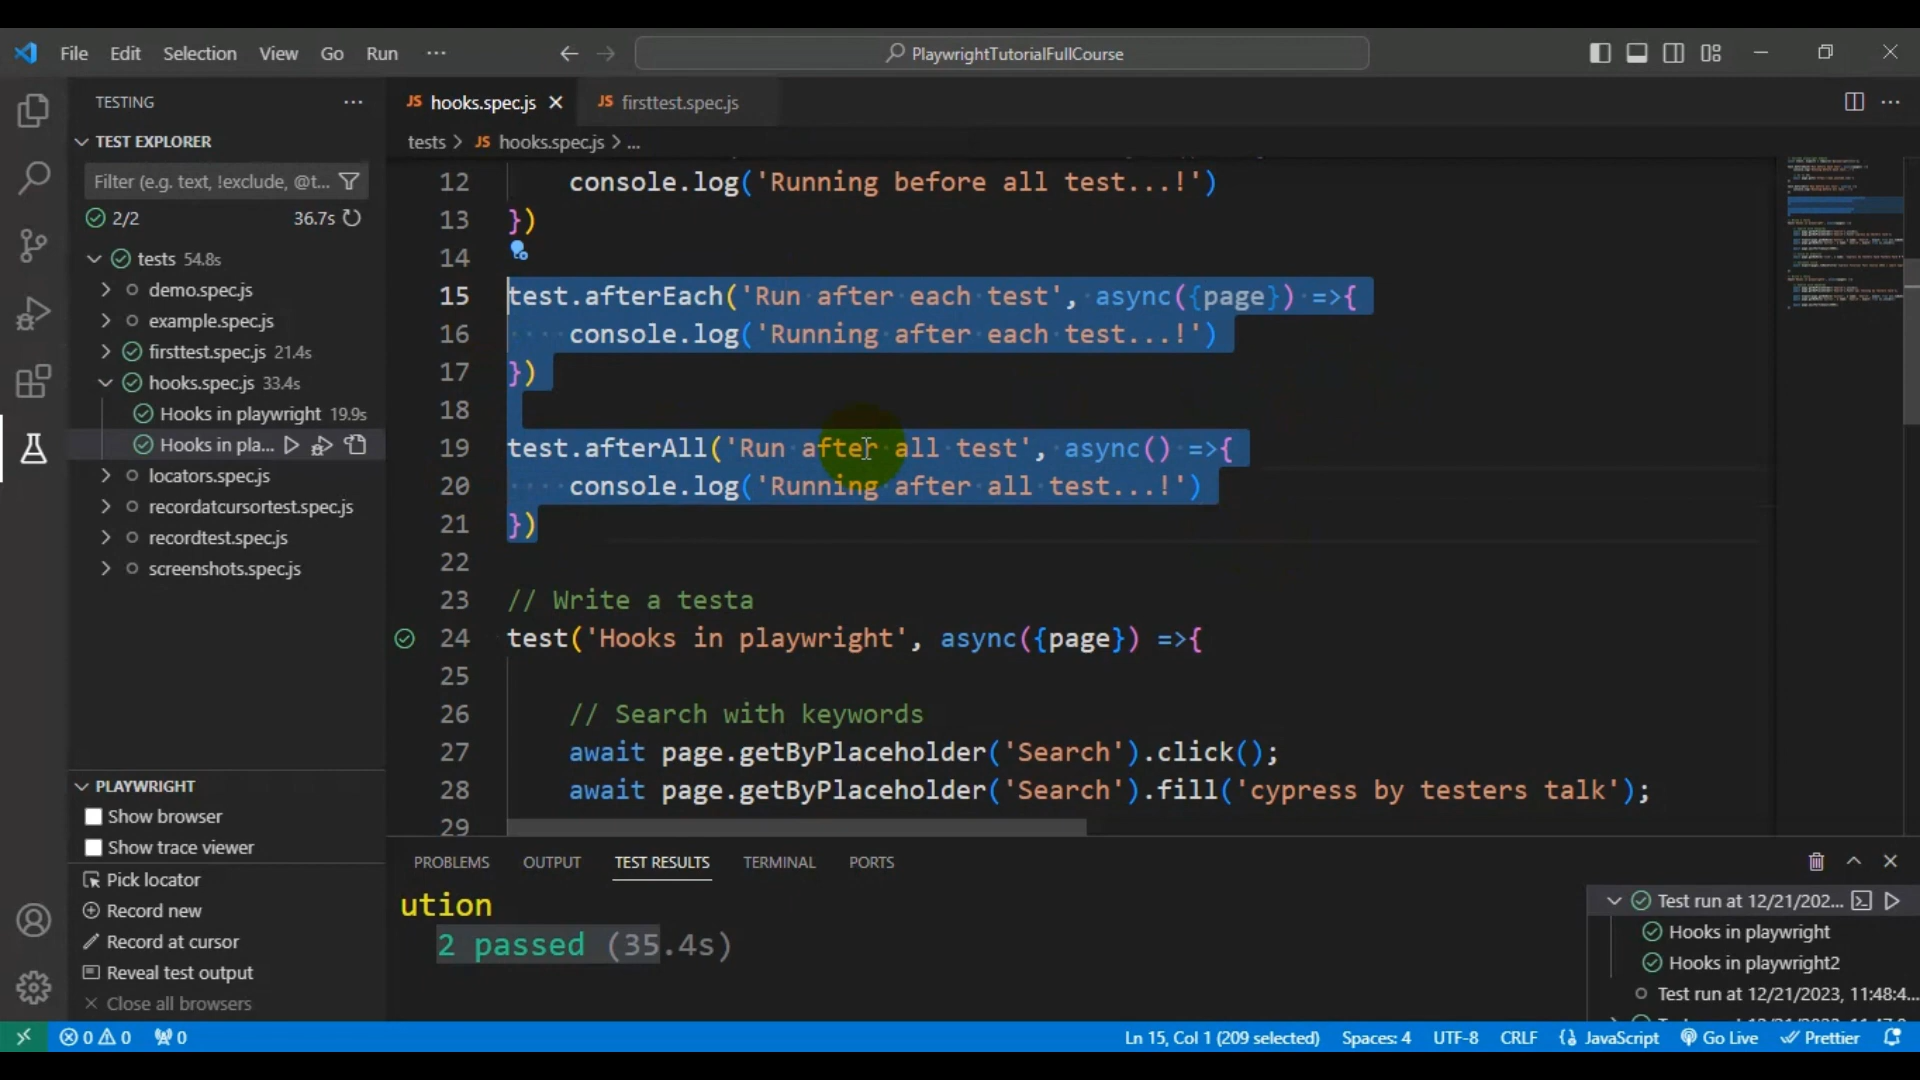 File Edit Selection View Go Run ···
PlaywrightTutorialFullCourse
TESTING ···
JS hooks.spec.js
JS firsttest.spec.js
···
TEST EXPLORER
tests > JS hooks.spec.js > ...
Filter (e.g. text, !exclude, @t...
2/2 36.7s
tests 54.8s
demo.spec.js
example.spec.js
firsttest.spec.js 21.4s
hooks.spec.js 33.4s
Hooks in playwright 19.9s
Hooks in pla...
locators.spec.js
recordatcursortest.spec.js
recordtest.spec.js
screenshots.spec.js
PLAYWRIGHT
Show browser
Show trace viewer
Pick locator
Record new
Record at cursor
Reveal test output
Close all browsers
12 console.log('Running before all test...!')
13 })
14
15 test.afterEach('Run after each test', async({page}) =>{
16 console.log('Running after each test...!')
17 })
18
19 test.afterAll('Run after all test', async() =>{
20 console.log('Running after all test...!')
21 })
22
23 // Write a testa
24 test('Hooks in playwright', async({page}) =>{
25
26 // Search with keywords
27 await page.getByPlaceholder('Search').click();
28 await page.getByPlaceholder('Search').fill('cypress by testers talk');
29
PROBLEMS OUTPUT TEST RESULTS TERMINAL PORTS
ution
2 passed (35.4s)
Test run at 12/21/202...
Hooks in playwright
Hooks in playwright2
Test run at 12/21/2023, 11:48:4...
0 0 0
Ln 15, Col 1 (209 selected) Spaces: 4 UTF-8 CRLF JavaScript Go Live Prettier